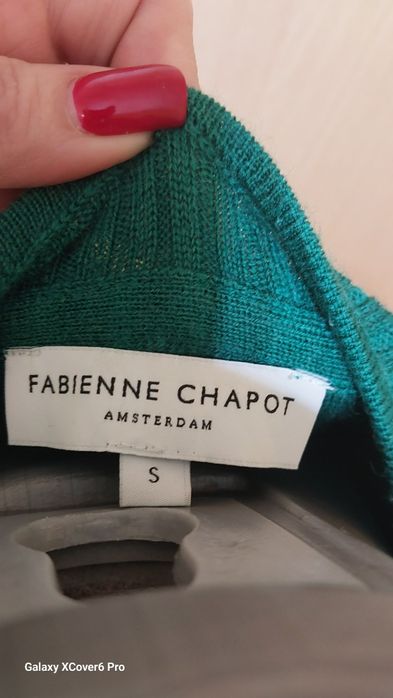 FABIENNE CHAPOT
AMSTERDAM
S
Galaxy XCover6 Pro